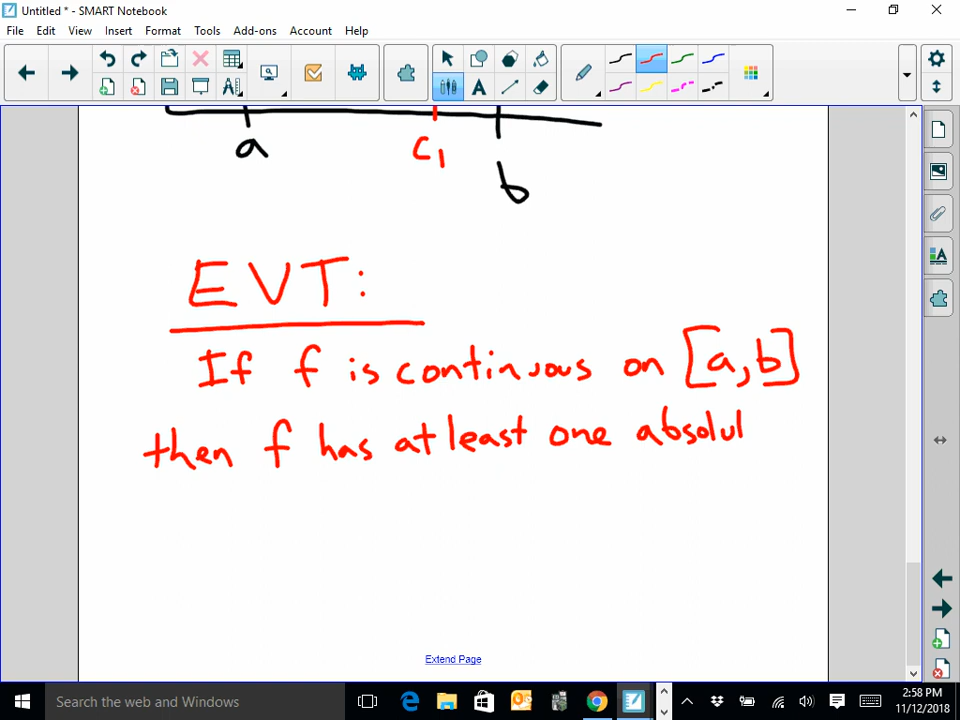 Untitled * - SMART Notebook
File Edit View Insert Format Tools Add-ons Account Help
a
C1
b
EVT:
If f is continuous on [a,b]
then f has at least one absolut
Extend Page
Search the web and Windows
2:58 PM
11/12/2018